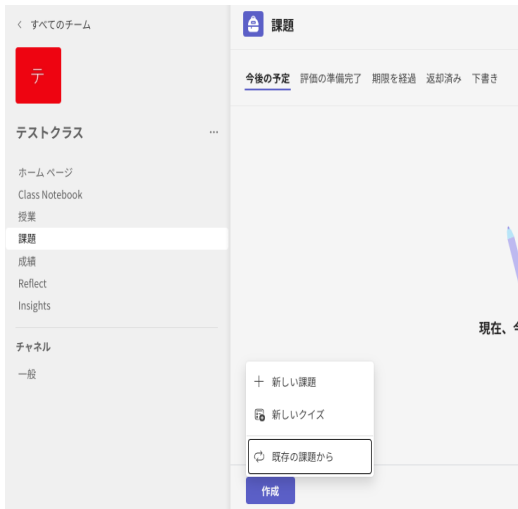 すべてのチーム
テ
テストクラス
ホーム ページ
Class Notebook
授業
課題
成績
Reflect
Insights
チャネル
一般
課題
今後の予定 評価の準備完了 期限を経過 返却済み 下書き
現在、
新しい課題
新しいクイズ
既存の課題から
作成